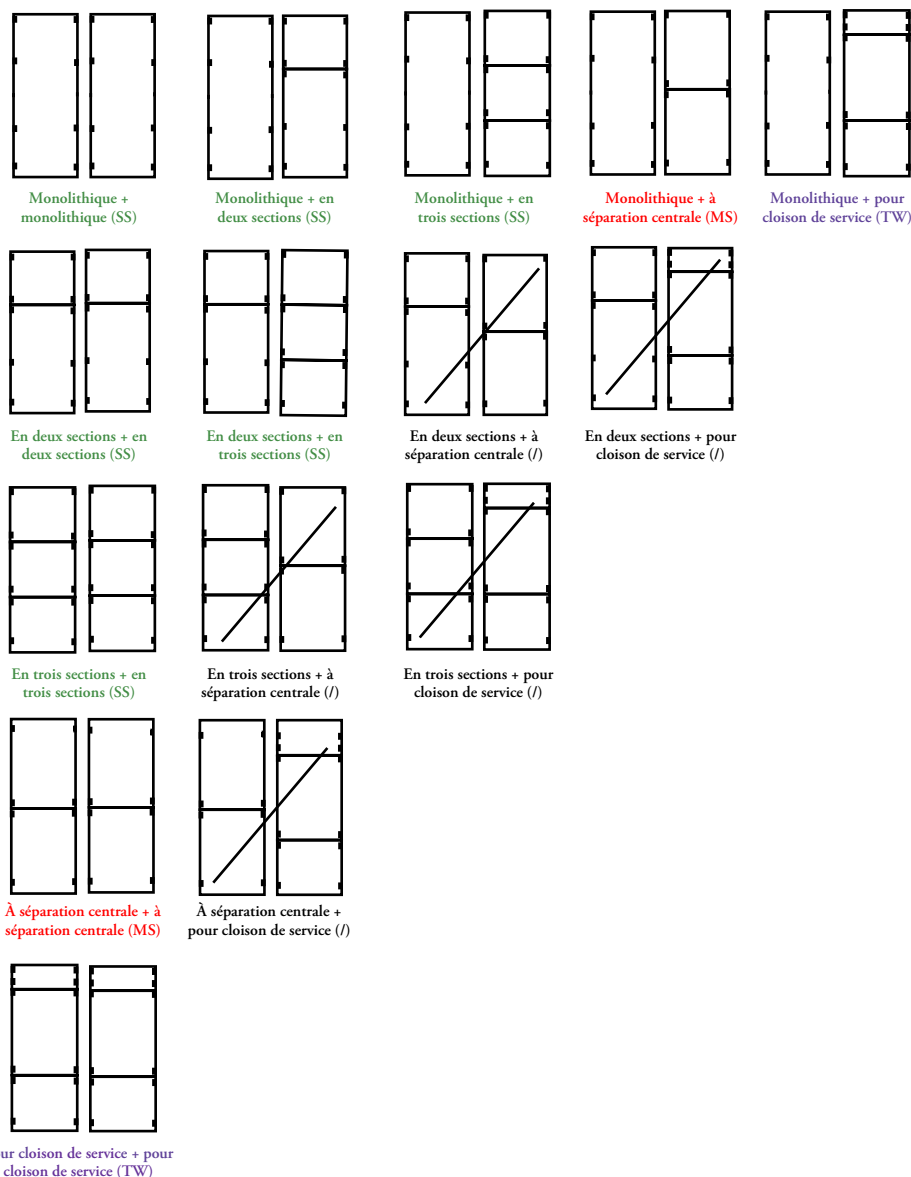 Monolithique +
monolithique (SS)
Monolithique + en
deux sections (SS)
Monolithique + en
trois sections (SS)
Monolithique + à
séparation centrale (MS)
Monolithique + pour
cloison de service (TW)
En deux sections + en
deux sections (SS)
En deux sections + en
trois sections (SS)
En deux sections + à
séparation centrale (/)
En deux sections + pour
cloison de service (/)
En trois sections + en
trois sections (SS)
En trois sections + à
séparation centrale (/)
En trois sections + pour
cloison de service (/)
À séparation centrale + à
séparation centrale (MS)
À séparation centrale +
pour cloison de service (/)
ur cloison de service + pour
cloison de service (TW)